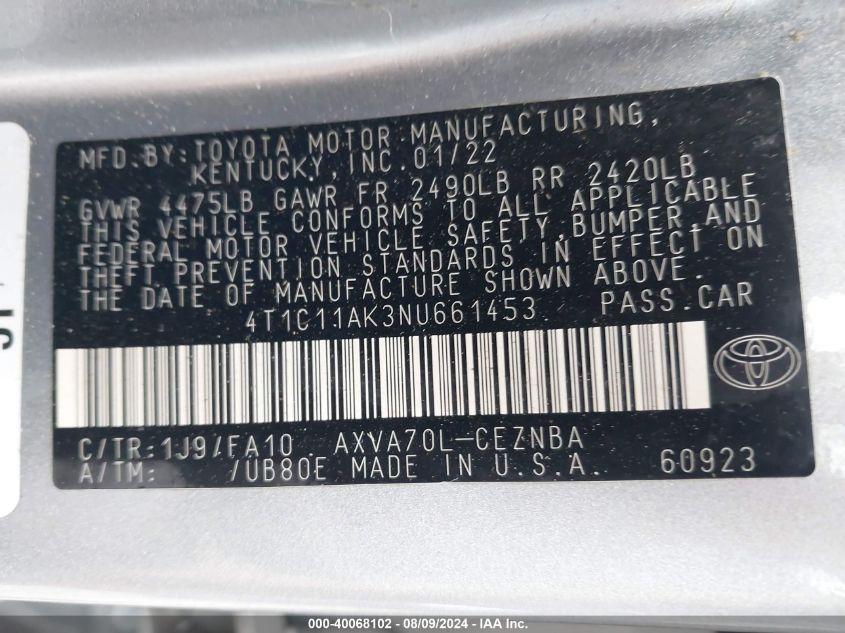 MFD.BY:TOYOTA MOTOR MANUFACTURING,
KENTUCKY, INC.01/22
GVWR 4475LB GAWR FR 2490LB RR 2420LB
THIS VEHICLE CONFORMS TO ALL APPLICABLE
FEDERAL MOTOR VEHICLE SAFETY,BUMPER,AND
THEFT PREVENTION STANDARDS IN EFFECT ON
THE DATE OF MANUFACTURE SHOWN ABOVE.
4T1C11AK3NU661453 PASS.CAR
C/TR:1J9/FA10 AXVA70L-CEZNBA
A/TM: /UB80E MADE IN U.S.A. 60923
000-40068102 - 08/09/2024 - IAA Inc.